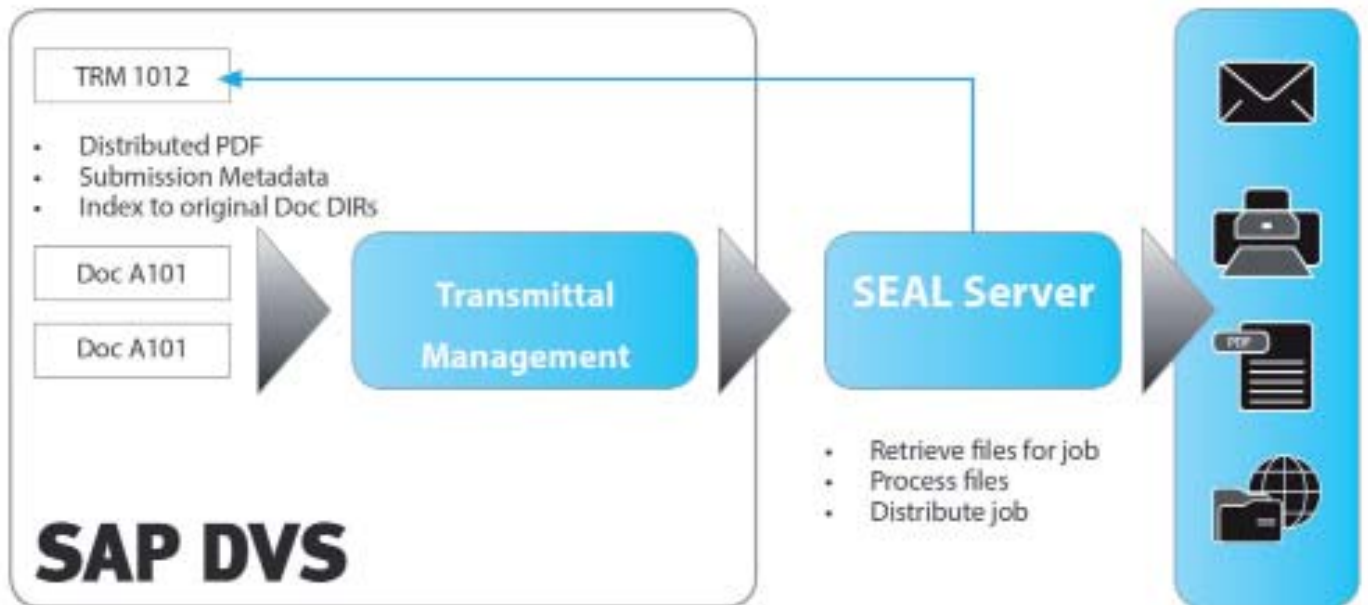 TRM 1012
• Distributed PDF
• Submission Metadata
• Index to original Doc DIRs
Doc A101
Doc A101
Transmittal
Management
SEAL Server
• Retrieve files for job
• Process files
• Distribute job
PDF
SAP DVS